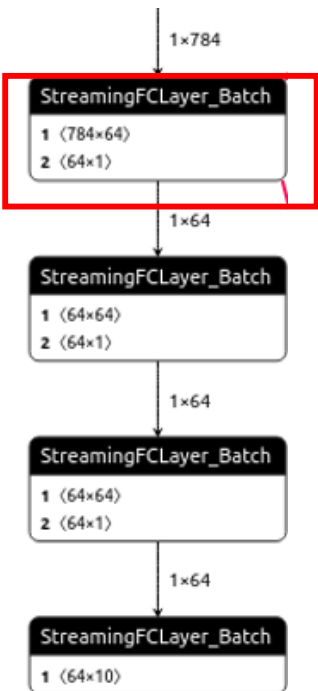 1×784
StreamingFCLayer_Batch
1 〈784×64〉
2 〈64×1〉
1×64
StreamingFCLayer_Batch
1 〈64×64〉
2 〈64×1〉
1×64
StreamingFCLayer_Batch
1 〈64×64〉
2 〈64×1〉
1×64
StreamingFCLayer_Batch
1 〈64×10〉